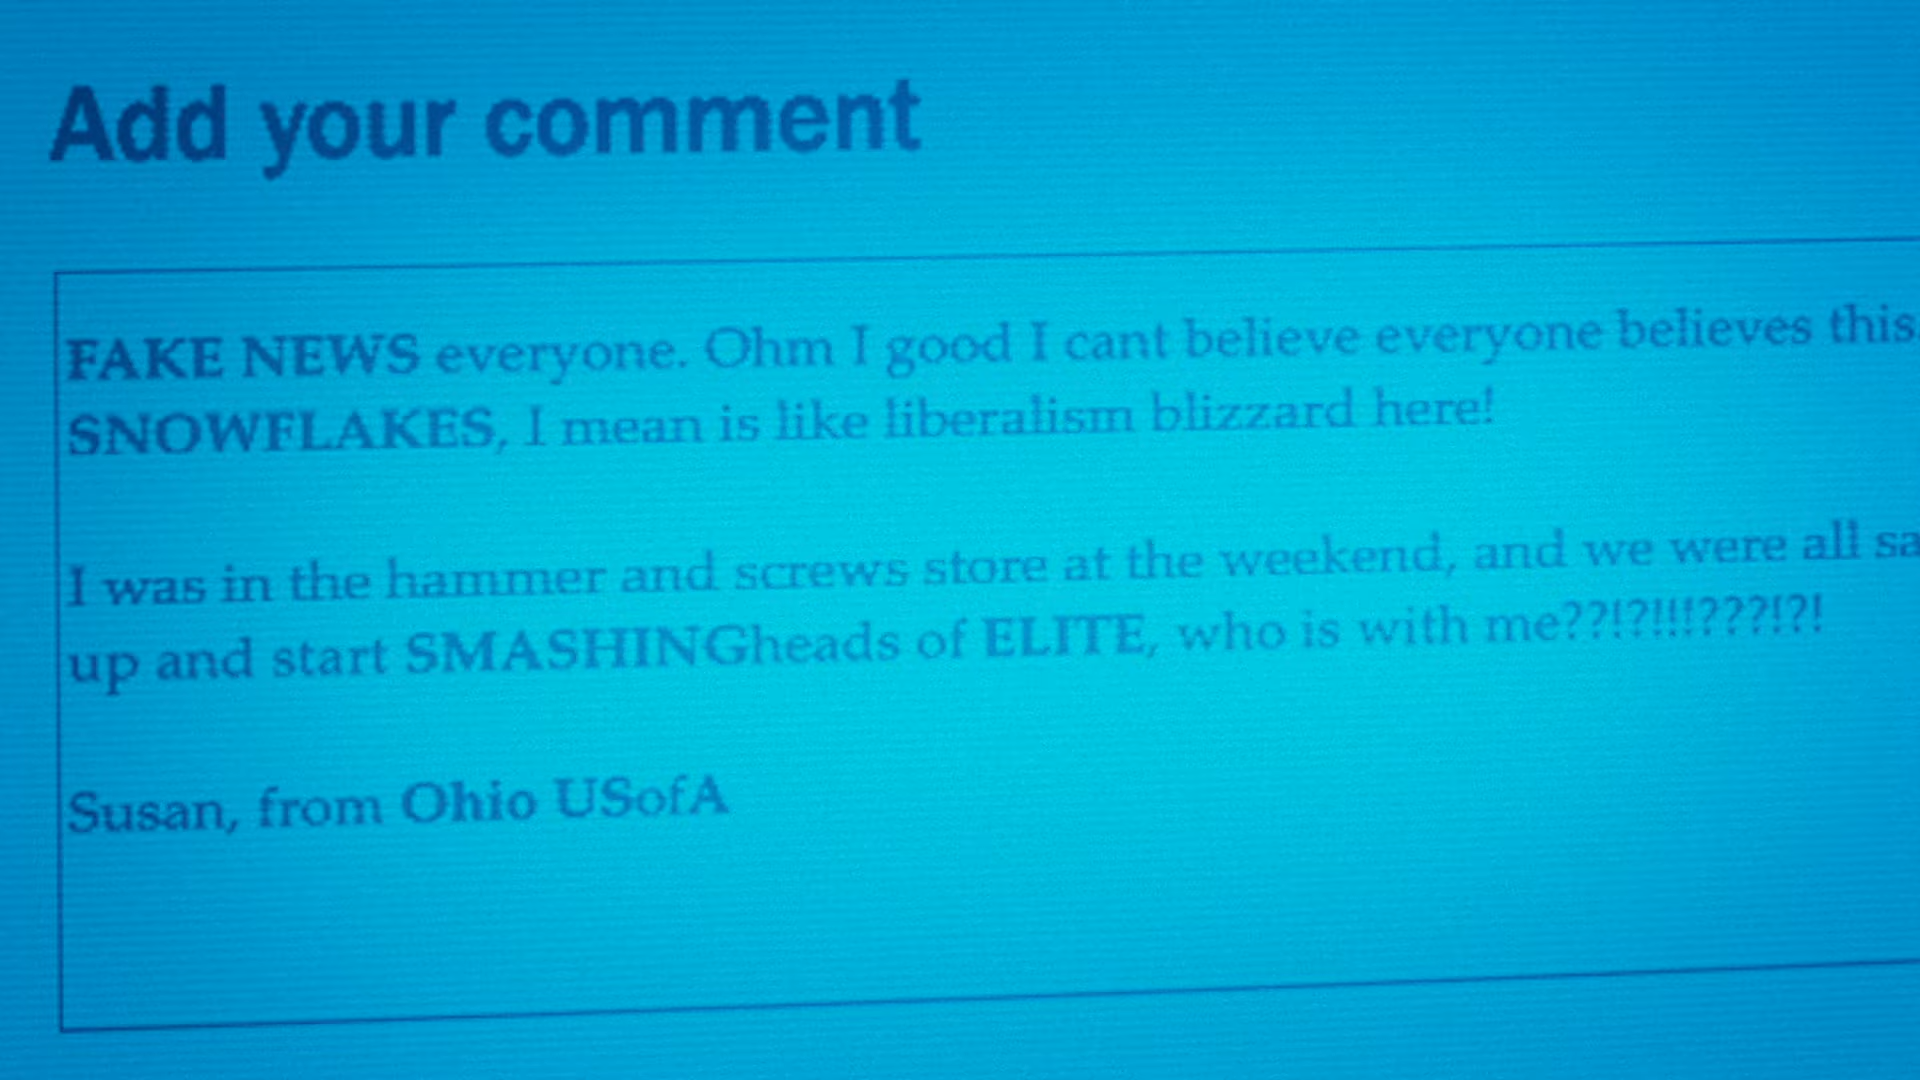 Add your comment
FAKE NEWS everyone. Ohm I good I cant believe everyone believes this
SNOWFLAKES, I mean is like liberalism blizzard here!
I was in the hammer and screws store at the weekend, and we were all sa
up and start SMASHINGheads of ELITE, who is with me??!?!!!???!?!
Susan, from Ohio USofA